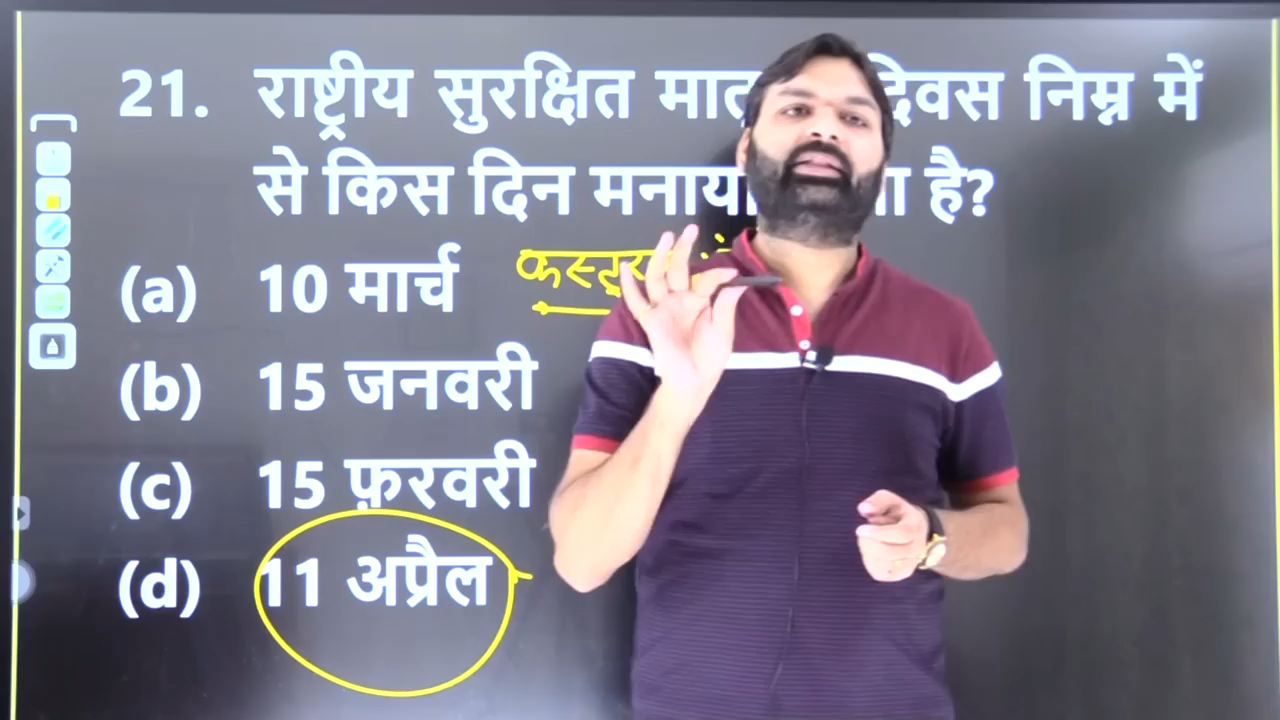 21. राष्ट्रीय सुरक्षित दिवस निम्न में
से किस दिन मनाया है?
(a) 10 मार्च
(b) 15 जनवरी
(c) 15 फ़रवरी
(d) 11 अप्रैल